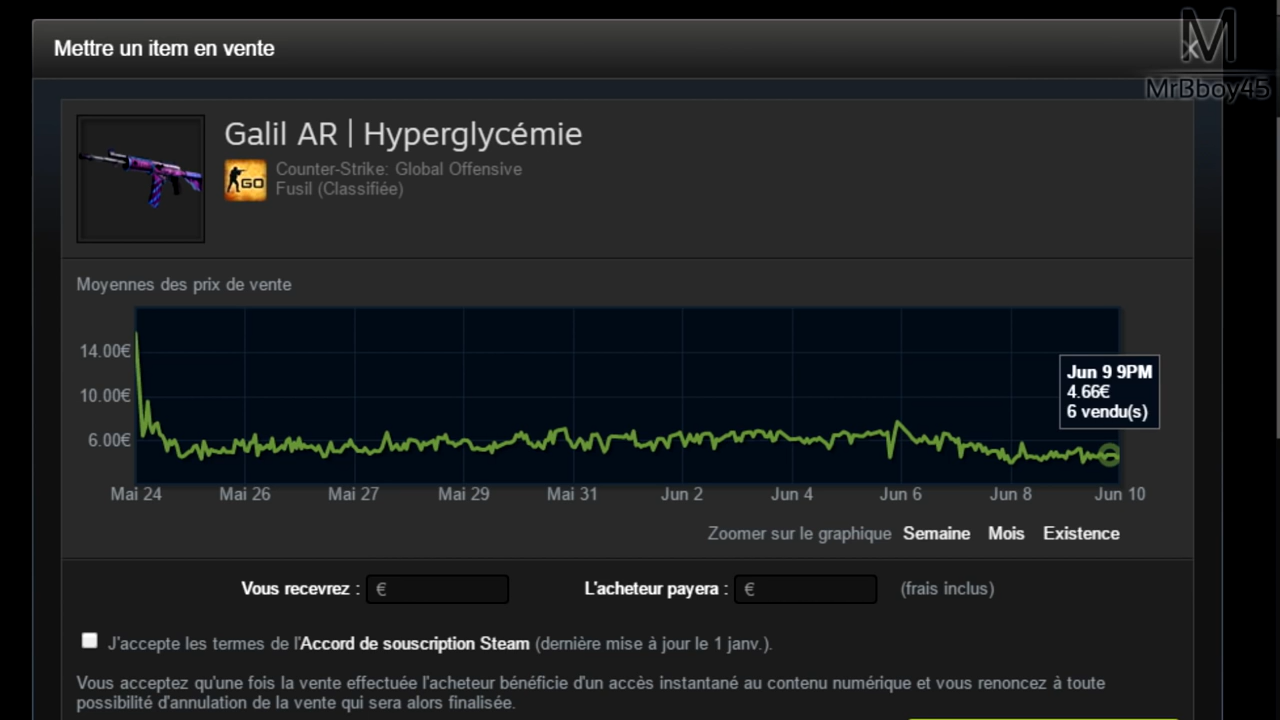 M
Mettre un item en vente
X
MrBboy45
Galil AR | Hyperglycémie
GO
Counter-Strike: Global Offensive
Fusil (Classifiée)
Moyennes des prix de vente
14.00€
10.00€
6.00€
Jun 9 9PM
4.66€
6 vendu(s)
Mai 24 Mai 26 Mai 27 Mai 29 Mai 31 Jun 2 Jun 4 Jun 6 Jun 8 Jun 10
Zoomer sur le graphique Semaine Mois Existence
Vous recevrez : € L'acheteur payera : € (frais inclus)
J'accepte les termes de l'Accord de souscription Steam (dernière mise à jour le 1 janv.).
Vous acceptez qu'une fois la vente effectuée l'acheteur bénéficie d'un accès instantané au contenu numérique et vous renoncez à toute
possibilité d'annulation de la vente qui sera alors finalisée.